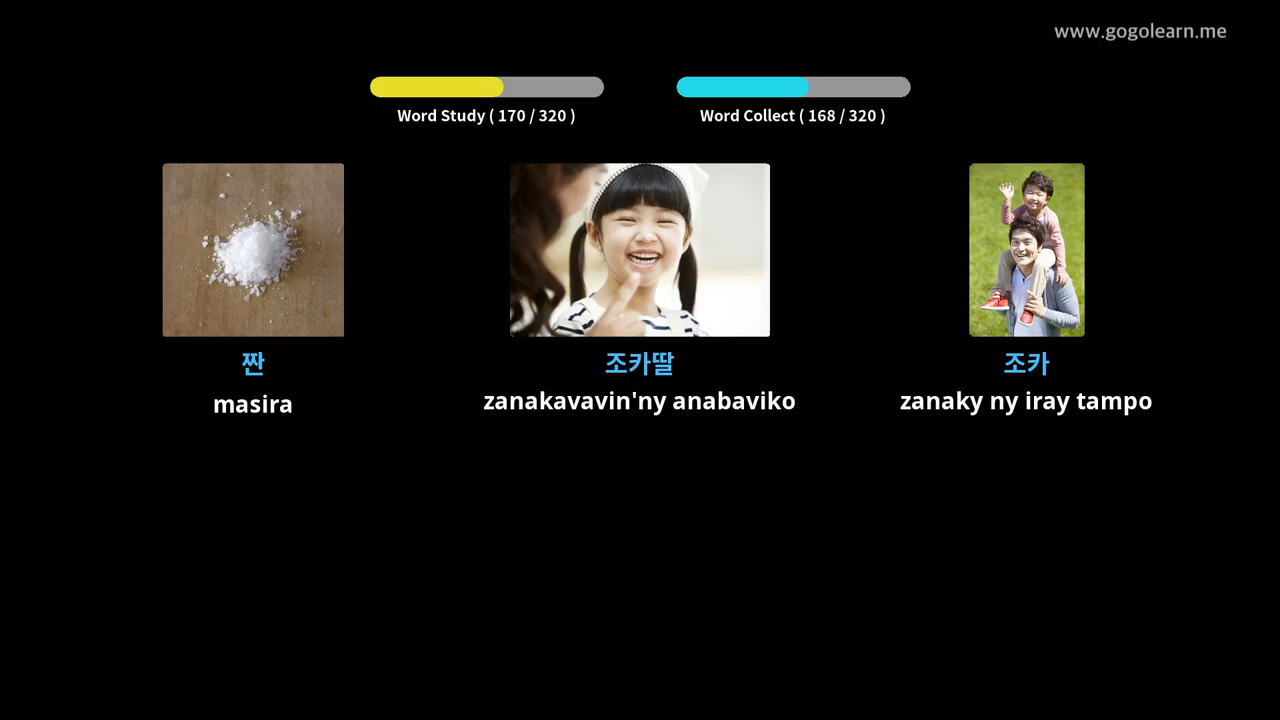 www.gogolearn.me
Word Study ( 170 / 320 )
Word Collect ( 168 / 320 )
짠
조카딸
조카
masira
zanakavavin'ny anabaviko
zanaky ny iray tampo